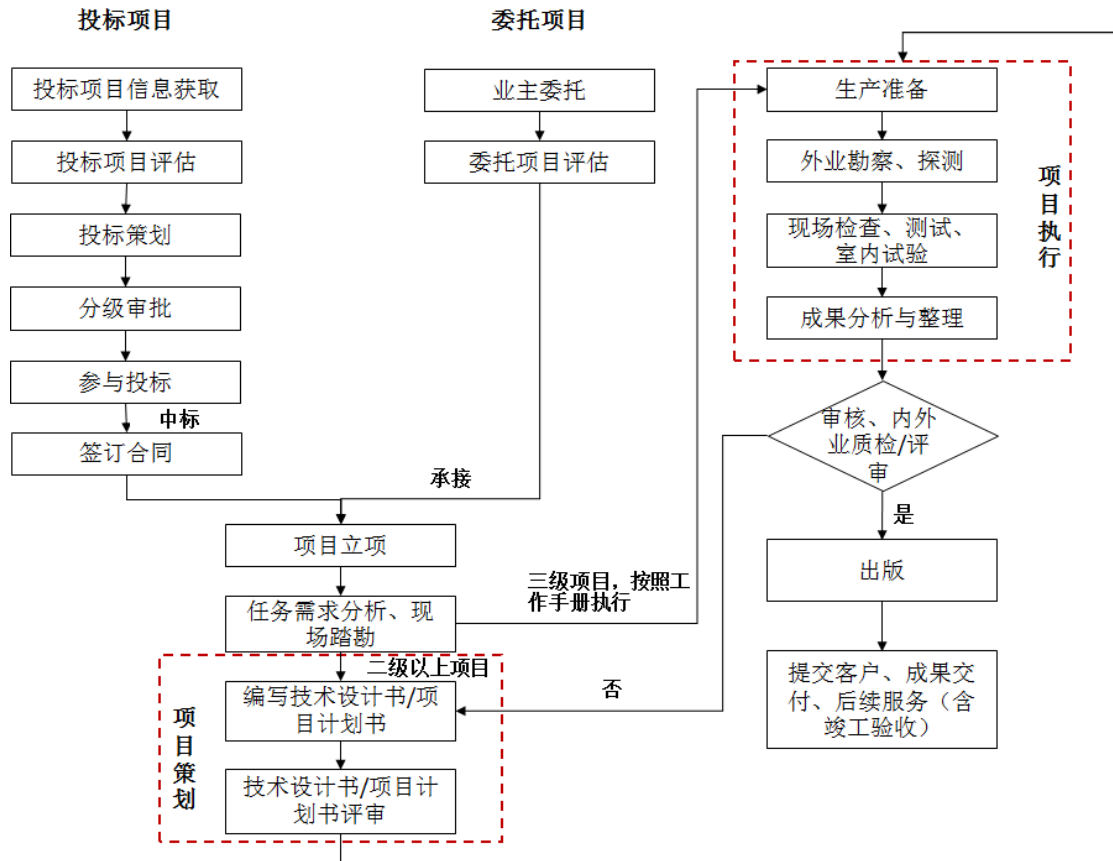 投标项目
委托项目
投标项目信息获取
投标项目评估
投标策划
分级审批
参与投标
中标
签订合同
业主委托
委托项目评估
承接
项目立项
任务需求分析、现
场踏勘
三级项目，按照工
作手册执行
二级以上项目
项目策划
编写技术设计书/项
目计划书
技术设计书/项目计
划书评审
项目执行
生产准备
外业勘察、探测
现场检查、测试、
室内试验
成果分析与整理
审核、内外
业质检/评
审
否
是
出版
提交客户、成果交
付、后续服务（含
竣工验收）